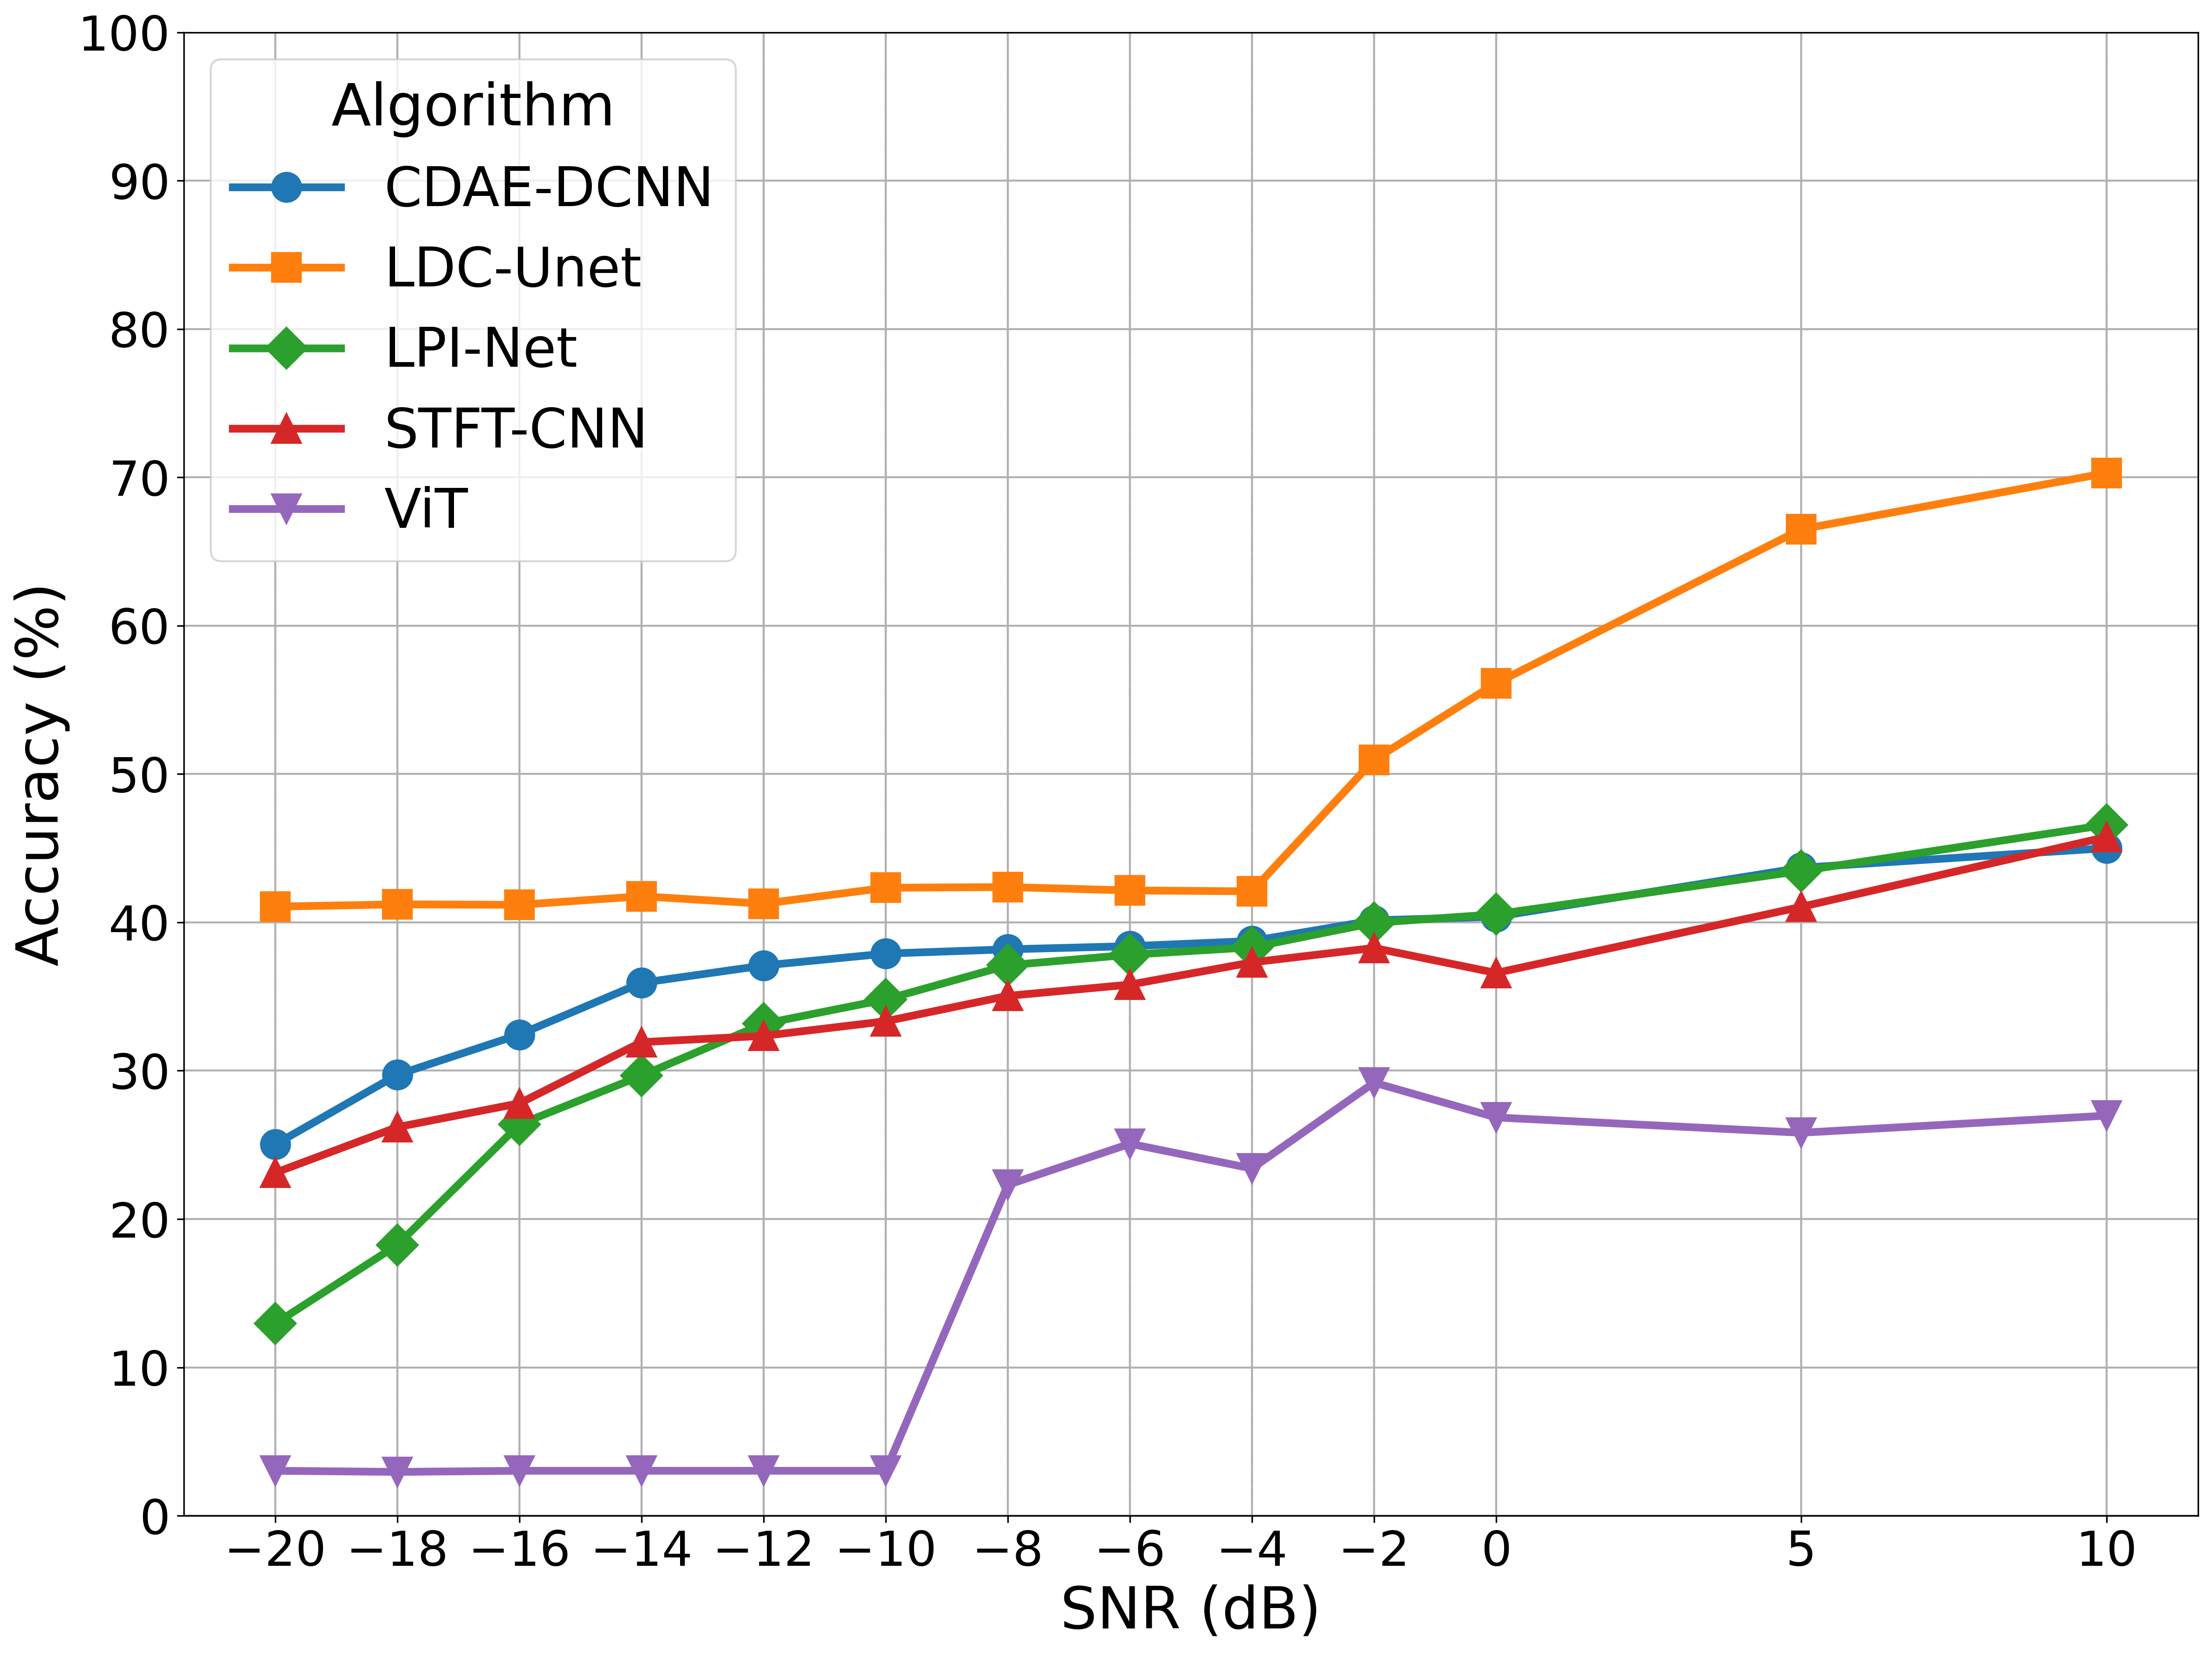 Algorithm
CDAE-DCNN
LDC-Unet
LPI-Net
STFT-CNN
ViT
Accuracy (%)
100
90
80
70
60
50
40
30
20
10
0
−20 −18 −16 −14 −12 −10 −8 −6 −4 −2 0 5 10
SNR (dB)